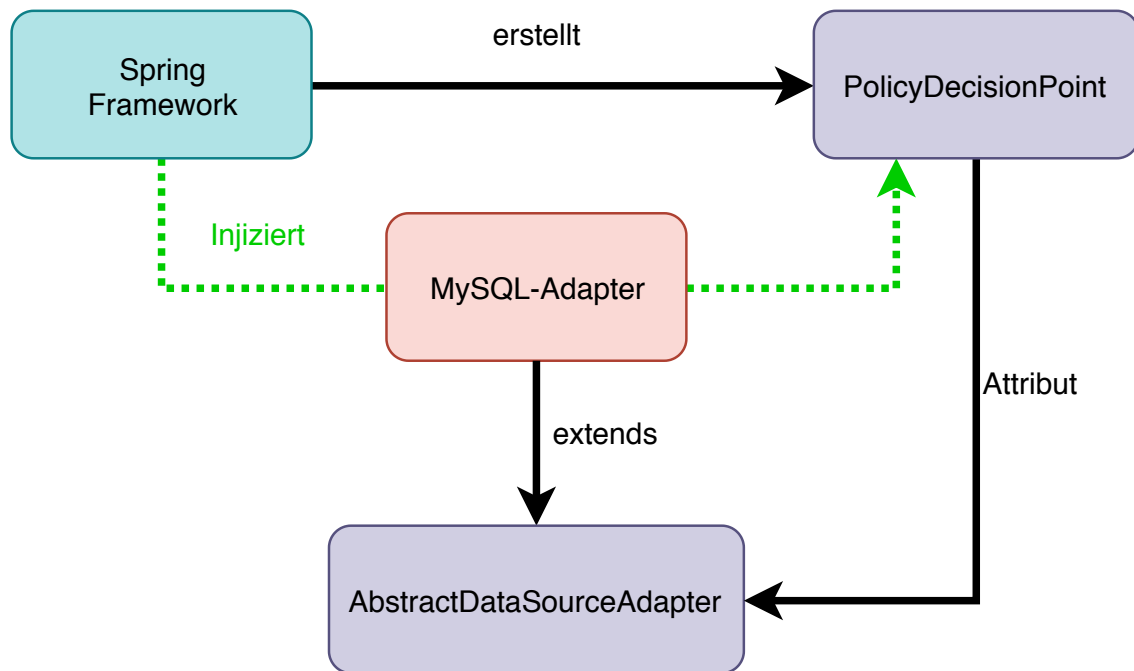 erstellt
Spring
Framework
PolicyDecisionPoint
Injiziert
MySQL-Adapter
Attribut
extends
AbstractDataSourceAdapter